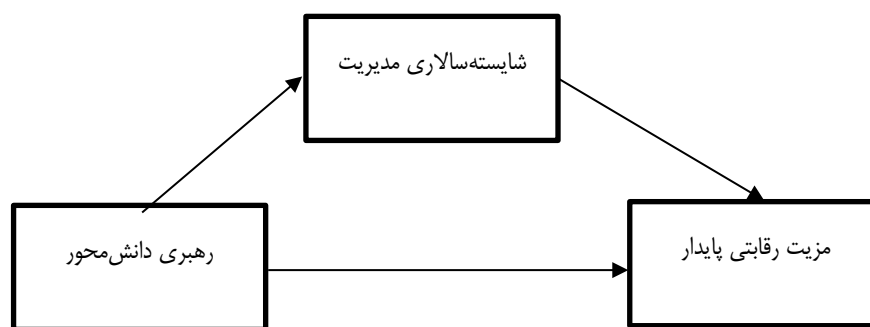 شایسته‌سالاری مدیریت
رهبری دانش‌محور
مزیت رقابتی پایدار